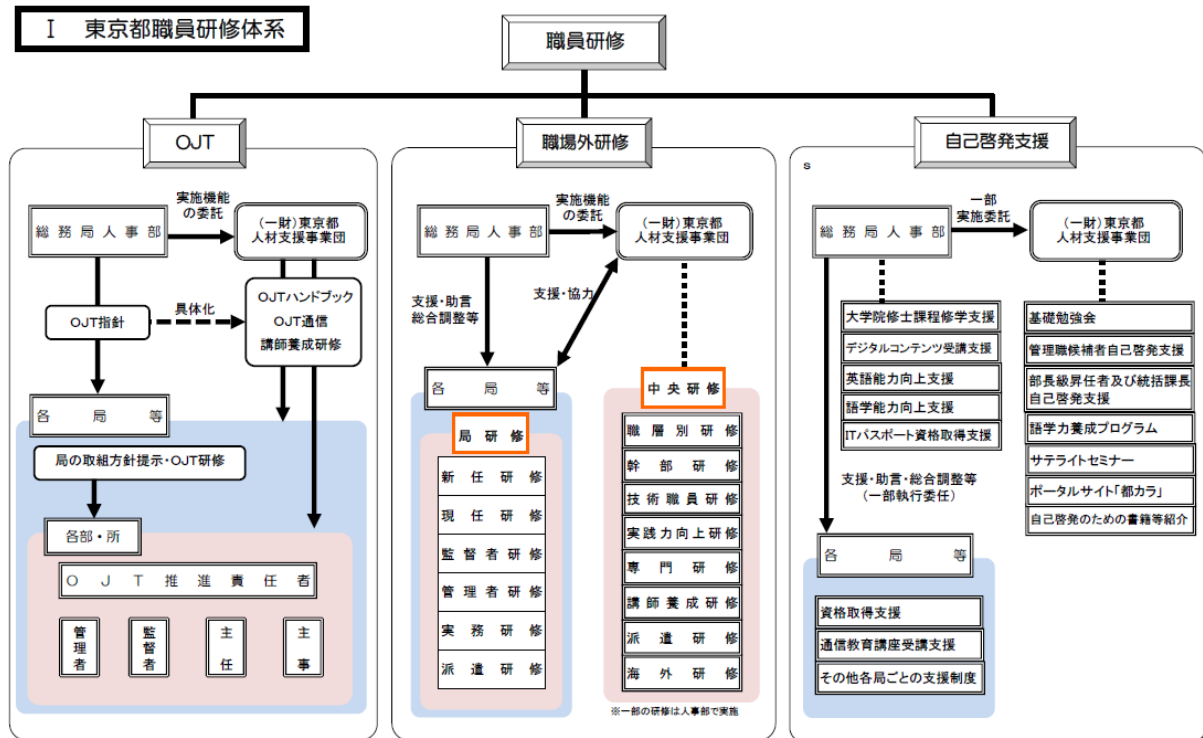 Ⅰ 東京都職員研修体系
職員研修
OJT
実施機能
の委託
総務局人事部
(一財)東京都
人材支援事業団
OJT指針
具体化
OJTハンドブック
OJT通信
講師養成研修
各局等
局の取組方針提示・OJT研修
各部・所
OJT推進責任者
管理者
監督者
主任
主事
職場外研修
実施機能
の委託
総務局人事部
(一財)東京都
人材支援事業団
支援・助言
総合調整等
支援・協力
各局等
局研修
新任研修
現任研修
監督者研修
管理者研修
実務研修
派遣研修
中央研修
職層別研修
幹部研修
技術職員研修
実践力向上研修
専門研修
講師養成研修
派遣研修
海外研修
※一部の研修は人事部で実施
自己啓発支援
s
一部
実施委託
総務局人事部
(一財)東京都
人材支援事業団
大学院修士課程修学支援
デジタルコンテンツ受講支援
英語能力向上支援
語学能力向上支援
ITパスポート資格取得支援
基礎勉強会
管理職候補者自己啓発支援
部長級昇任者及び統括課長
自己啓発支援
語学力養成プログラム
サテライトセミナー
ポータルサイト「都カラ」
自己啓発のための書籍等紹介
支援・助言・総合調整等
(一部執行委任)
各局等
資格取得支援
通信教育講座受講支援
その他各局ごとの支援制度